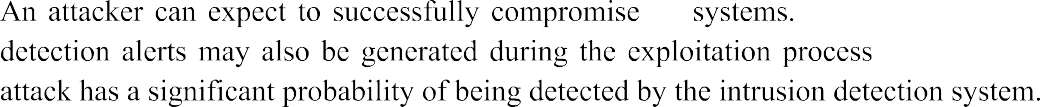 An attacker can expect to successfully compromise systems.
detection alerts may also be generated during the exploitation process
attack has a significant probability of being detected by the intrusion detection system.